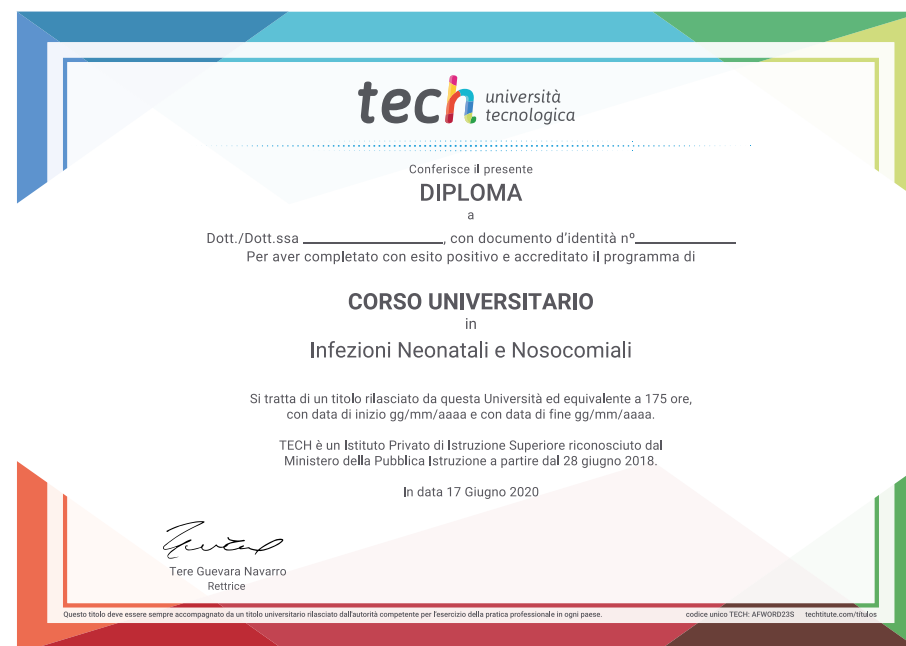 tech università
tecnologica
Conferisce il presente
DIPLOMA
a
Dott./Dott.ssa ____________________, con documento d'identità nº______________
Per aver completato con esito positivo e accreditato il programma di
CORSO UNIVERSITARIO
in
Infezioni Neonatali e Nosocomiali
Si tratta di un titolo rilasciato da questa Università ed equivalente a 175 ore,
con data di inizio gg/mm/aaaa e con data di fine gg/mm/aaaa.
TECH è un Istituto Privato di Istruzione Superiore riconosciuto dal
Ministero della Pubblica Istruzione a partire dal 28 giugno 2018.
In data 17 Giugno 2020
Tere Guevara Navarro
Rettrice
Questo titolo deve essere sempre accompagnato da un titolo universitario rilasciato dall'autorità competente per l'esercizio della pratica professionale in ogni paese. codice unico TECH: AFWORD23S techtitute.com/titulos